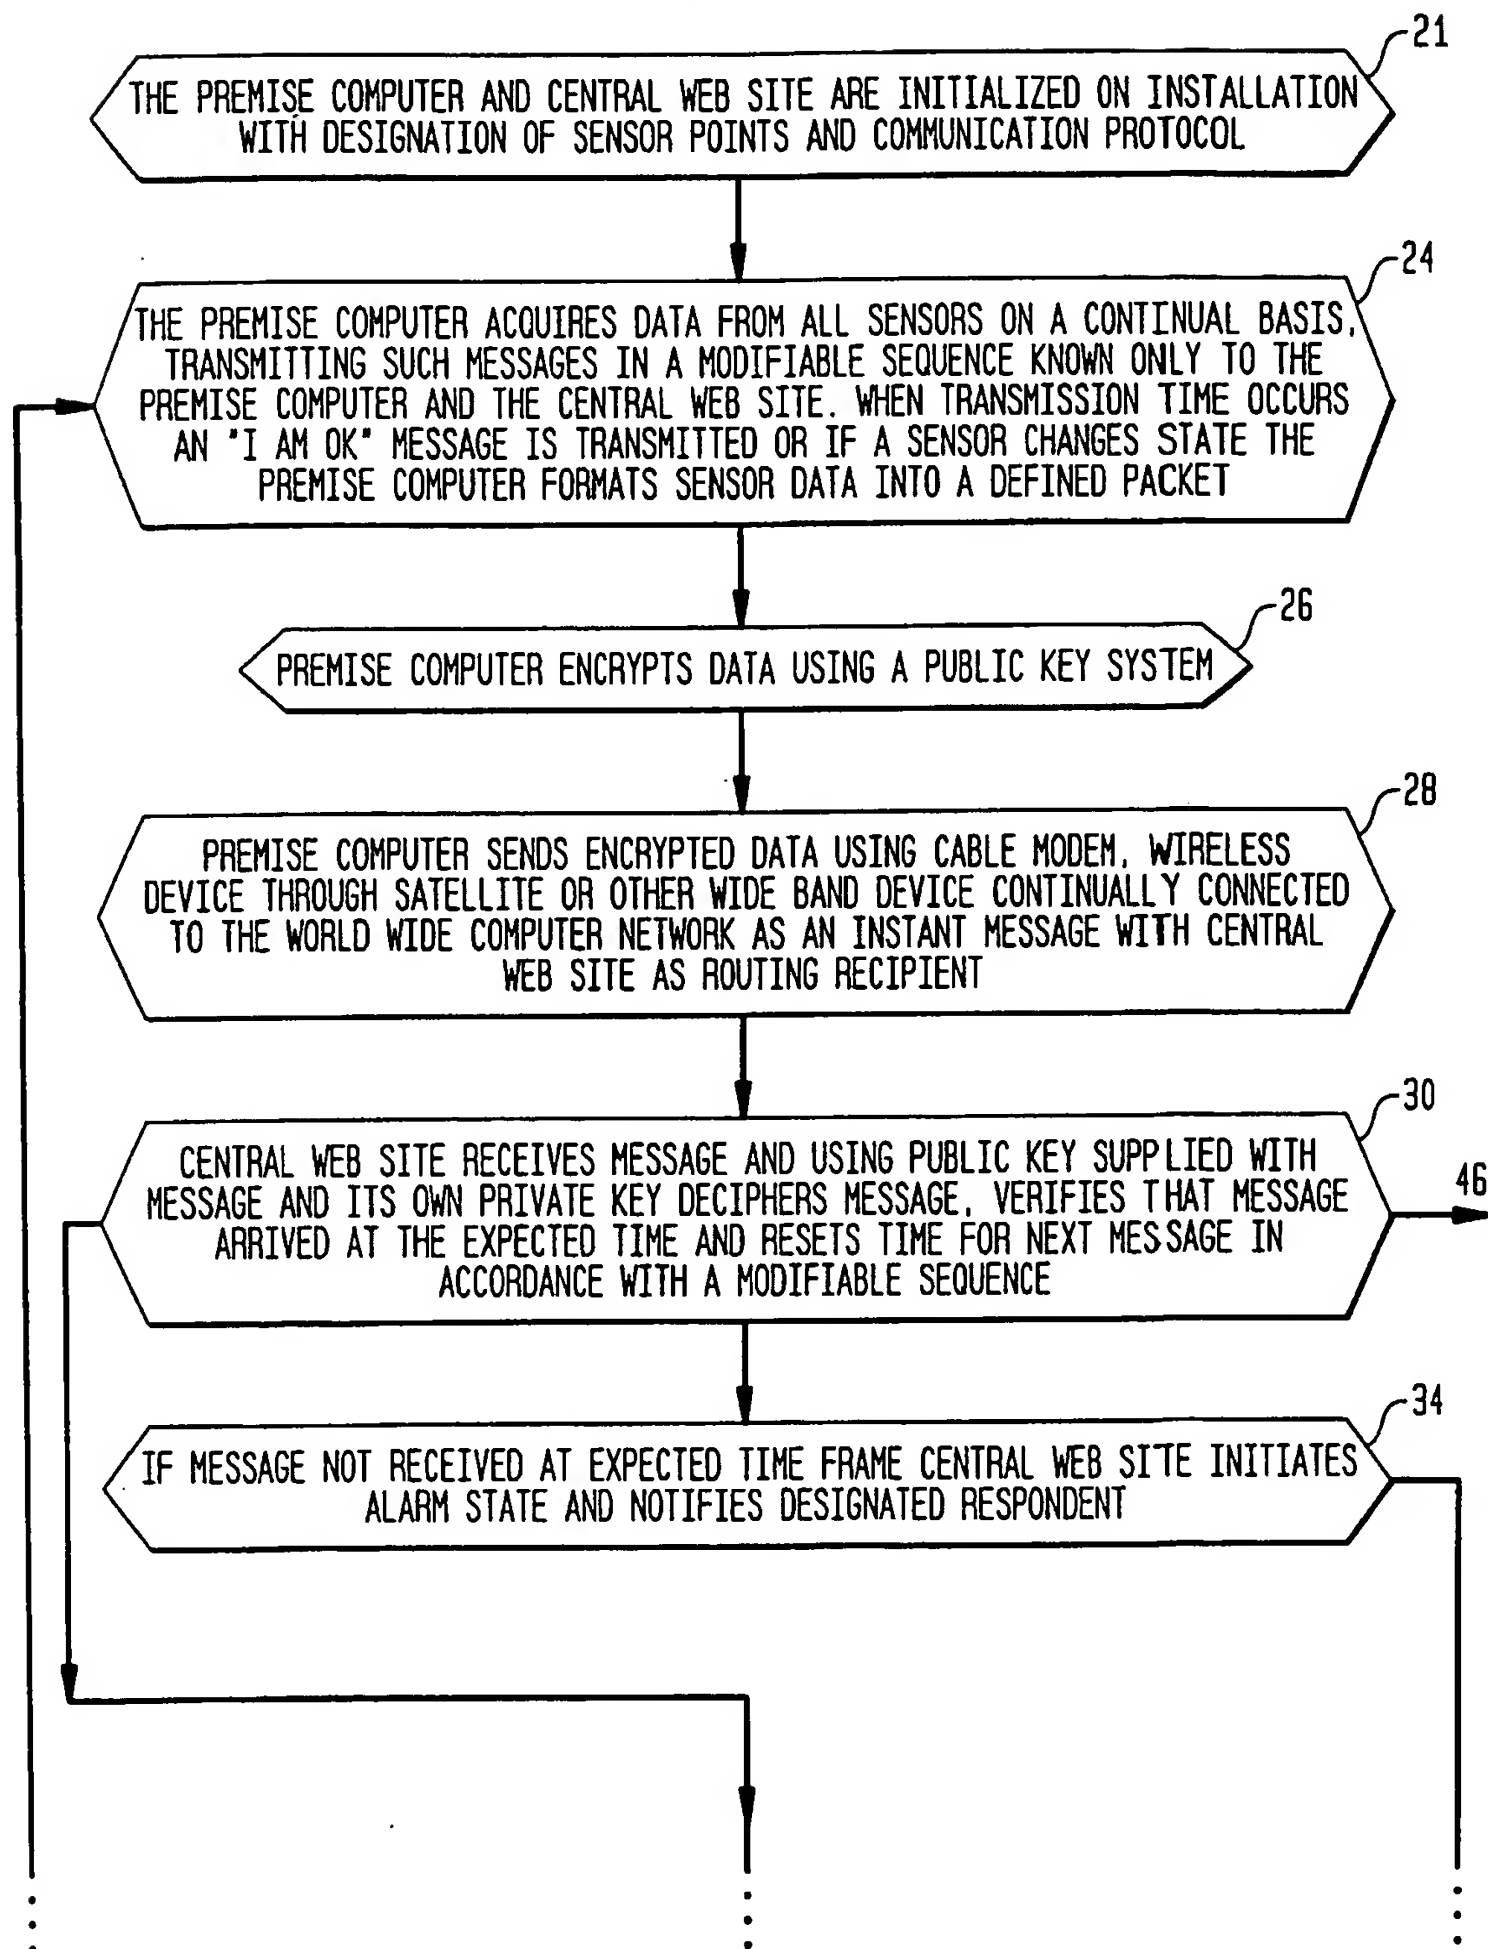 21
THE PREMISE COMPUTER AND CENTRAL WEB SITE ARE INITIALIZED ON INSTALLATION
WITH DESIGNATION OF SENSOR POINTS AND COMMUNICATION PROTOCOL
24
THE PREMISE COMPUTER ACQUIRES DATA FROM ALL SENSORS ON A CONTINUAL BASIS,
TRANSMITTING SUCH MESSAGES IN A MODIFIABLE SEQUENCE KNOWN ONLY TO THE
PREMISE COMPUTER AND THE CENTRAL WEB SITE. WHEN TRANSMISSION TIME OCCURS
AN "I AM OK" MESSAGE IS TRANSMITTED OR IF A SENSOR CHANGES STATE THE
PREMISE COMPUTER FORMATS SENSOR DATA INTO A DEFINED PACKET
26
PREMISE COMPUTER ENCRYPTS DATA USING A PUBLIC KEY SYSTEM
28
PREMISE COMPUTER SENDS ENCRYPTED DATA USING CABLE MODEM, WIRELESS
DEVICE THROUGH SATELLITE OR OTHER WIDE BAND DEVICE CONTINUALLY CONNECTED
TO THE WORLD WIDE COMPUTER NETWORK AS AN INSTANT MESSAGE WITH CENTRAL
WEB SITE AS ROUTING RECIPIENT
30
CENTRAL WEB SITE RECEIVES MESSAGE AND USING PUBLIC KEY SUPPLIED WITH
MESSAGE AND ITS OWN PRIVATE KEY DECIPHERS MESSAGE, VERIFIES THAT MESSAGE
ARRIVED AT THE EXPECTED TIME AND RESETS TIME FOR NEXT MESSAGE IN
ACCORDANCE WITH A MODIFIABLE SEQUENCE
46
34
IF MESSAGE NOT RECEIVED AT EXPECTED TIME FRAME CENTRAL WEB SITE INITIATES
ALARM STATE AND NOTIFIES DESIGNATED RESPONDENT